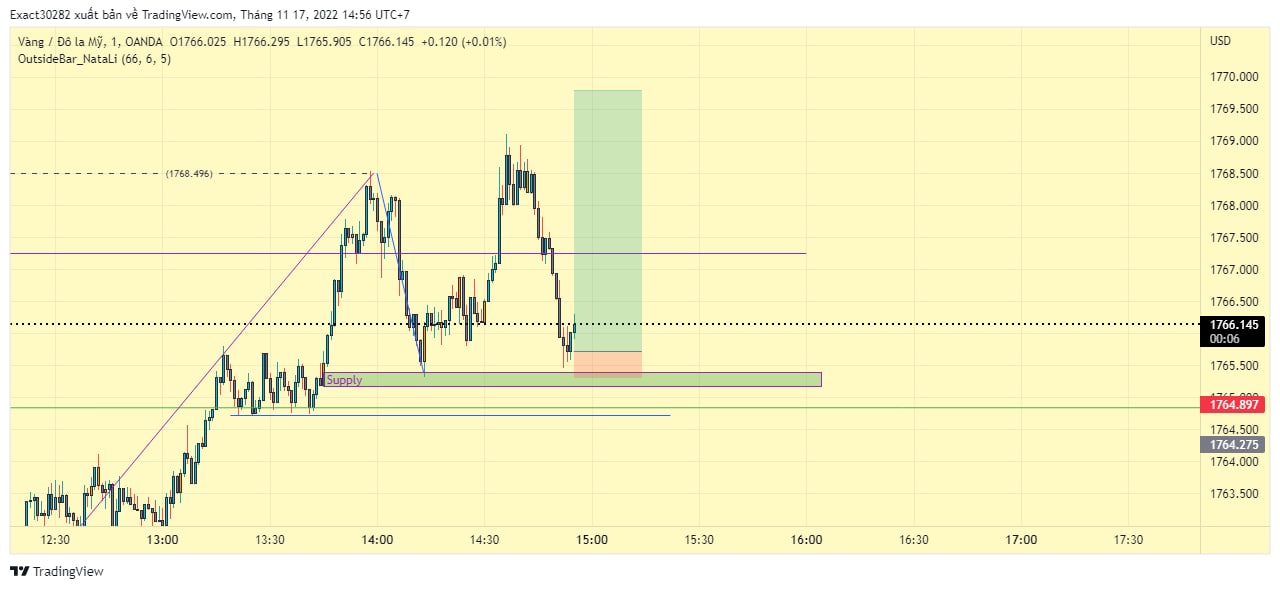 Exact30282 xuất bản về TradingView.com, Tháng 11 17, 2022 14:56 UTC+7
Vàng / Đô la Mỹ, 1, OANDA O1766.025 H1766.295 L1765.905 C1766.145 +0.120 (+0.01%)
USD
OutsideBar_NataLi (66, 6, 5)
1770.000
1769.500
1769.000
(1768.496)
1768.500
1768.000
1767.500
1767.000
1766.500
1766.145
00:06
1765.500
Supply
1765.000
1764.897
1764.500
1764.275
1764.000
1763.500
12:30 13:00 13:30 14:00 14:30 15:00 15:30 16:00 16:30 17:00 17:30
TradingView